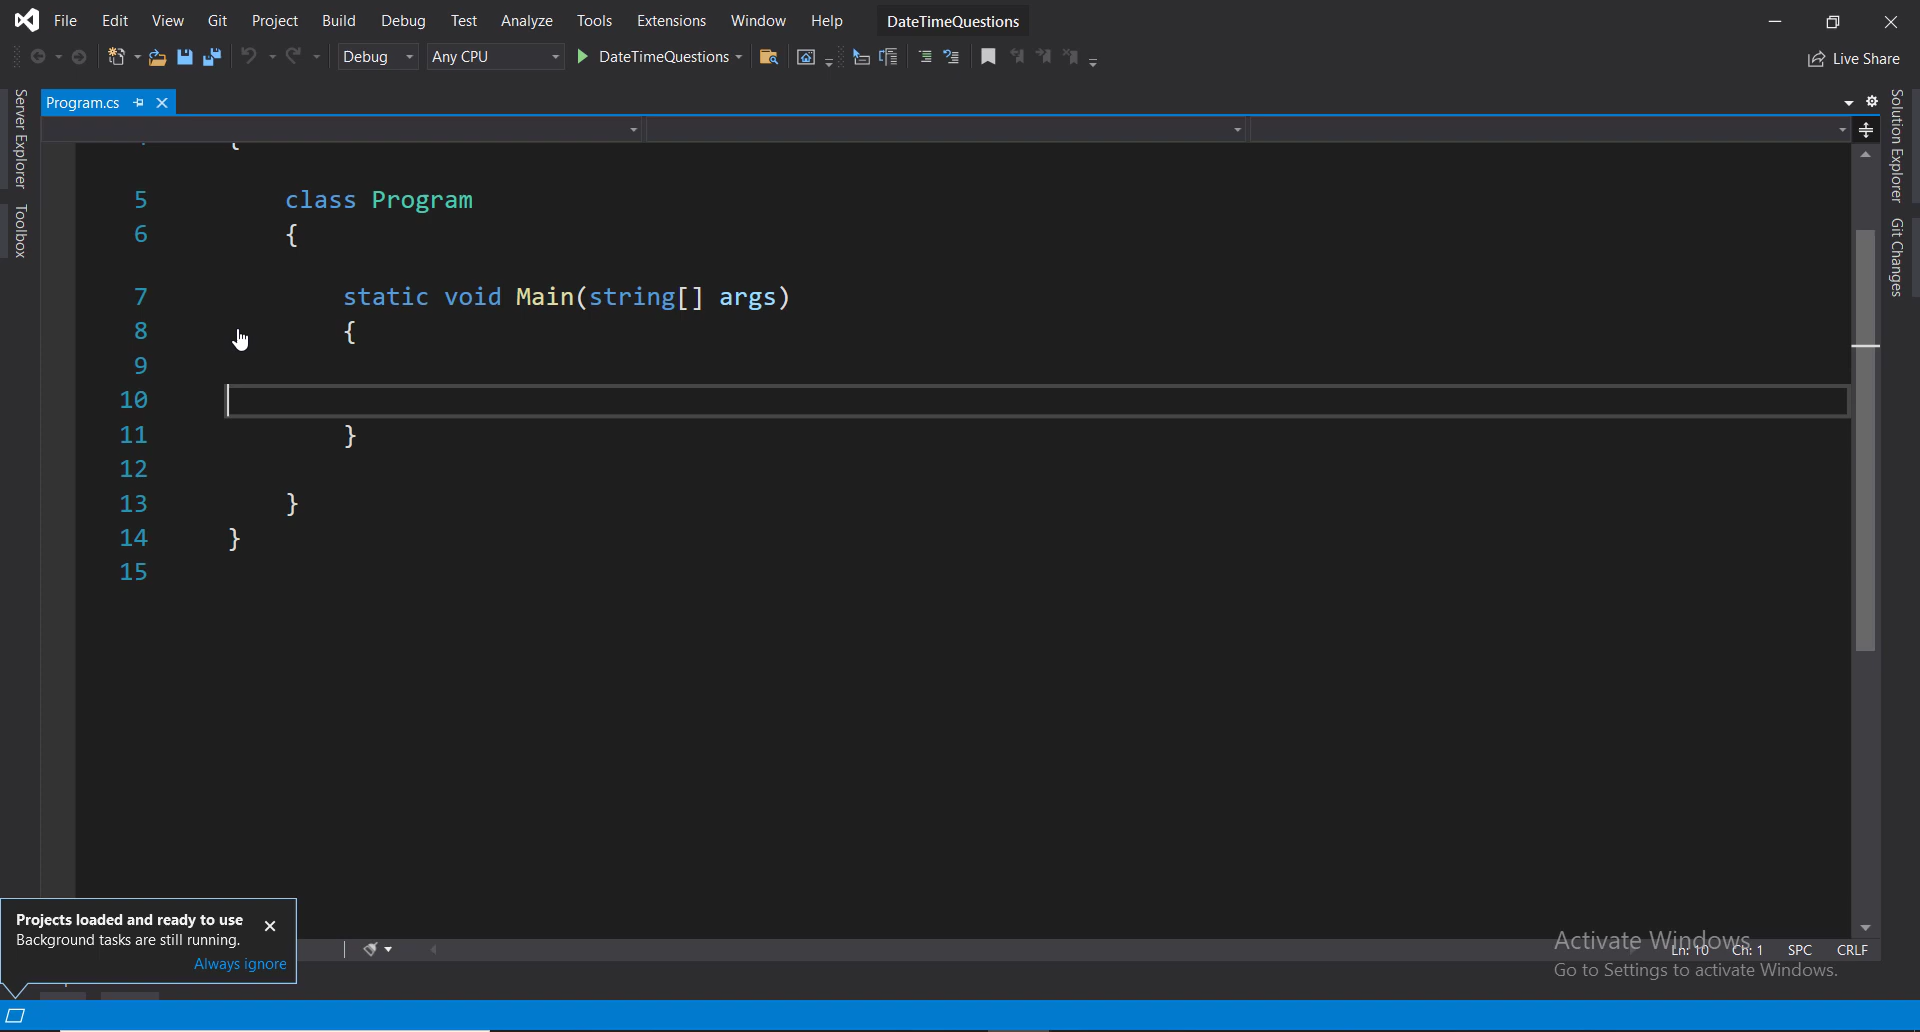 File Edit View Git Project Build Debug Test Analyze Tools Extensions Window Help DateTimeQuestions
Debug Any CPU DateTimeQuestions Live Share
Program.cs
Server Explorer
Toolbox
Solution Explorer
Git Changes
{
5 class Program
6 {
7 static void Main(string[] args)
8 {
9
10
11 }
12
13 }
14 }
15
Projects loaded and ready to use
Background tasks are still running.
Always ignore
Activate Windows
Go to Settings to activate Windows.
Ln: 10 Ch: 1 SPC CRLF